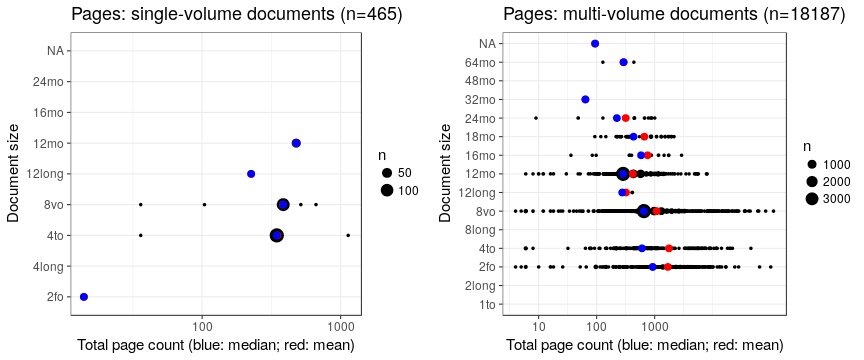 Pages: single-volume documents (n=465)
Document size
NA
24mo
16mo
12mo
12long
8vo
4to
4long
2fo
100
1000
Total page count (blue: median; red: mean)
n
50
100
Pages: multi-volume documents (n=18187)
Document size
NA
64mo
48mo
32mo
24mo
18mo
16mo
12mo
12long
8vo
8long
4to
2fo
2long
1to
10
100
1000
Total page count (blue: median; red: mean)
n
1000
2000
3000